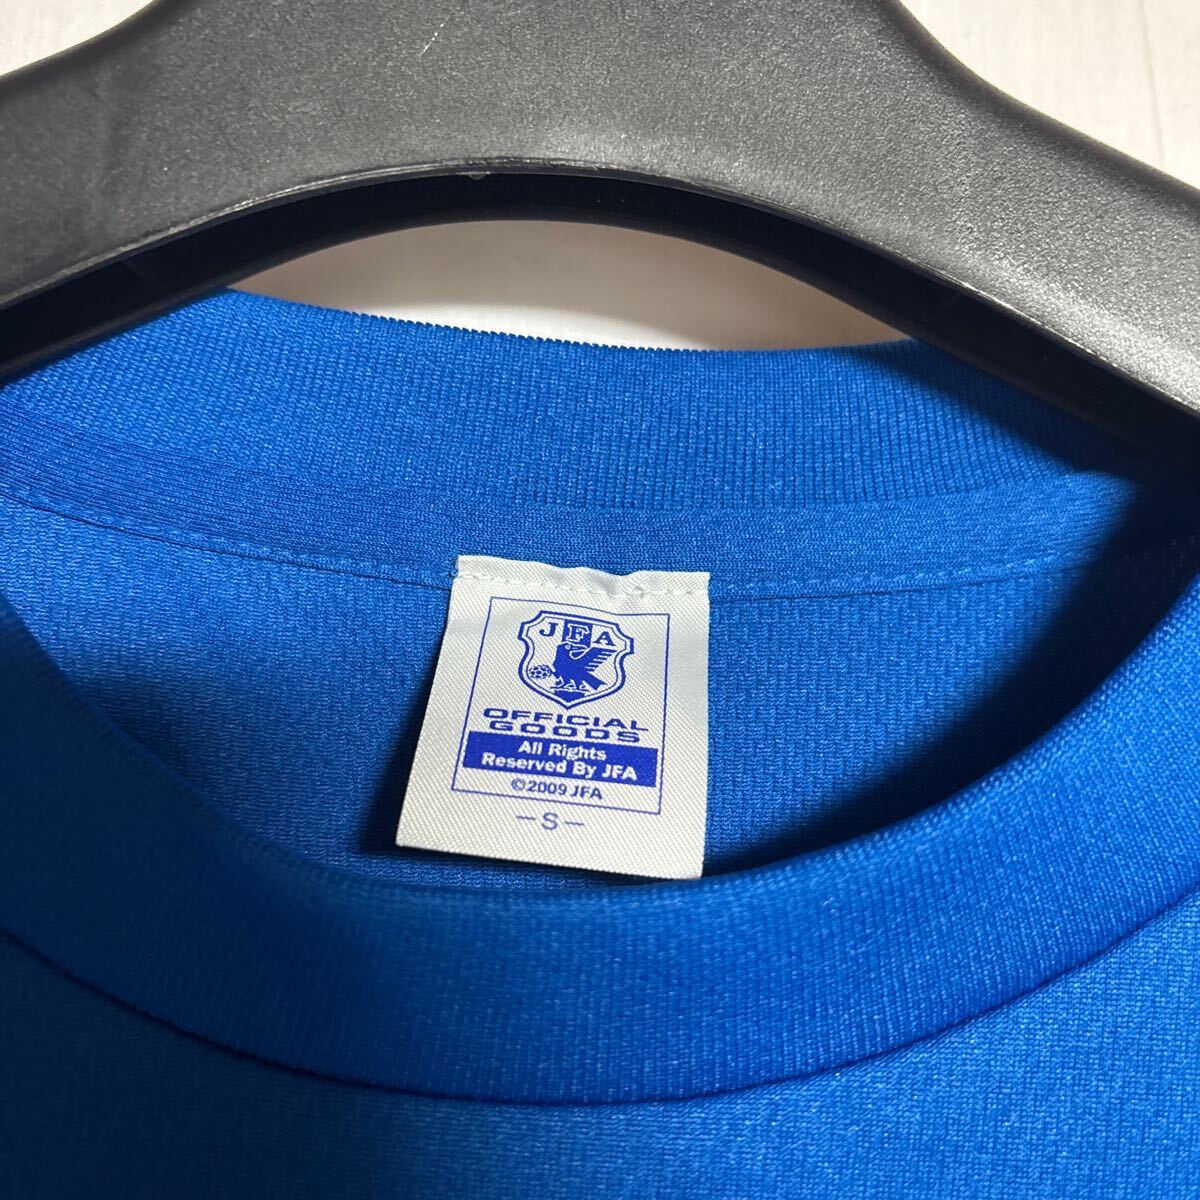 JFA
OFFICIAL
GOODS
All Rights
Reserved By JFA
©2009 JFA
-S-